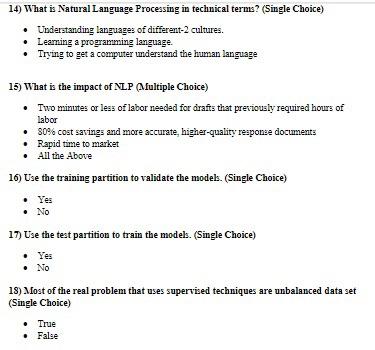 14) What is Natural Language Processing in technical terms? (Single Choice)
• Understanding languages of different-2 cultures.
• Learning a programming language.
• Trying to get a computer understand the human language
15) What is the impact of NLP (Multiple Choice)
• Two minutes or less of labor needed for drafts that previously required hours of
labor
• 80% cost savings and more accurate, higher-quality response documents
• Rapid time to market
• All the Above
16) Use the training partition to validate the models. (Single Choice)
• Yes
• No
17) Use the test partition to train the models. (Single Choice)
• Yes
• No
18) Most of the real problem that uses supervised techniques are unbalanced data set
(Single Choice)
• True
• False